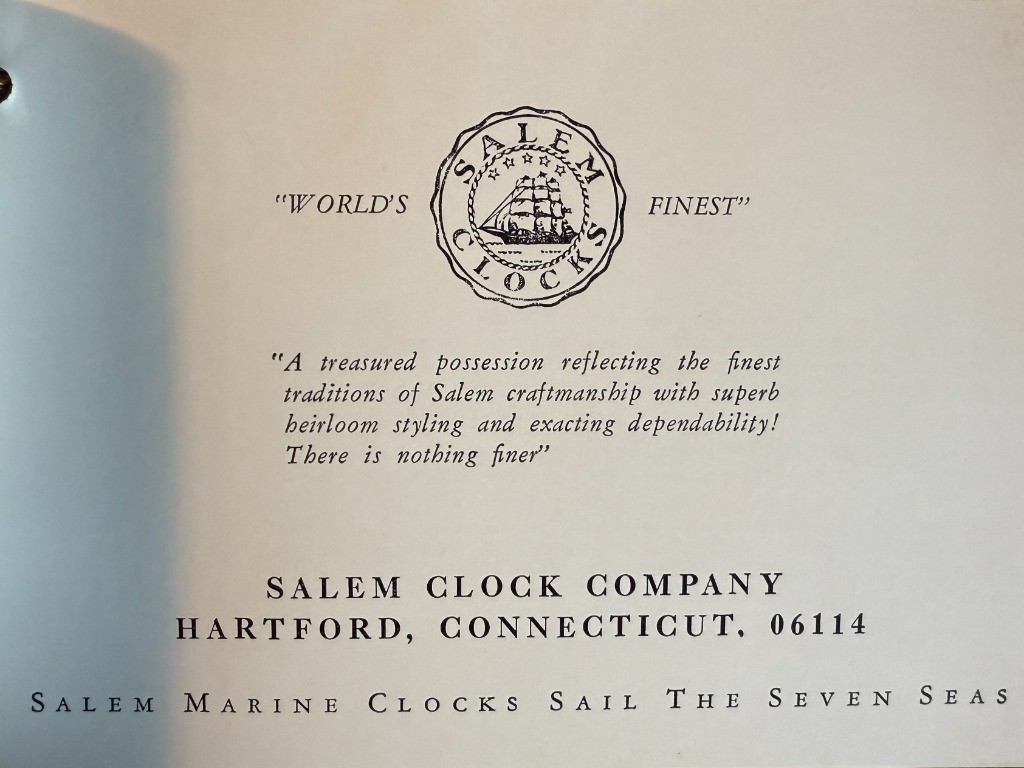 SALEM
"WORLD'S FINEST"
CLOCKS
"A treasured possession reflecting the finest
traditions of Salem craftmanship with superb
heirloom styling and exacting dependability!
There is nothing finer"
SALEM CLOCK COMPANY
HARTFORD, CONNECTICUT. 06114
SALEM MARINE CLOCKS SAIL THE SEVEN SEAS